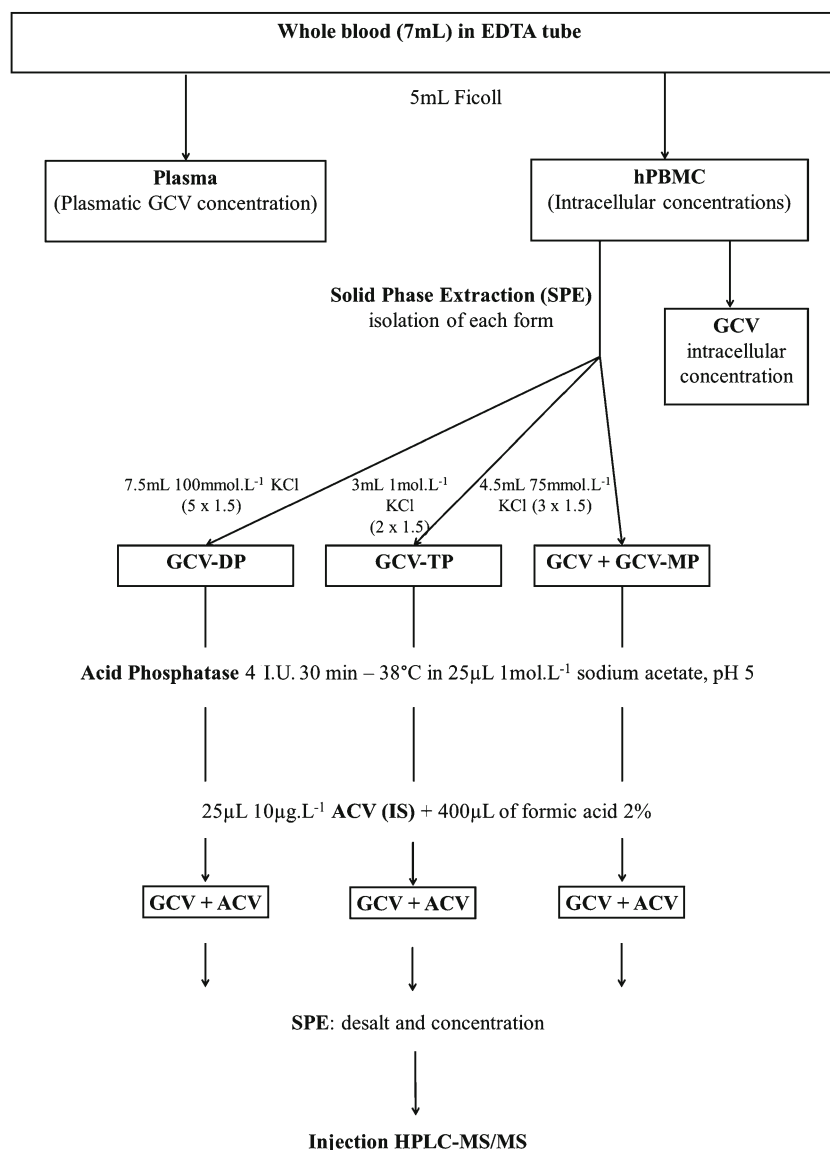 Whole blood (7mL) in EDTA tube
5mL Ficoll
Plasma
(Plasmatic GCV concentration)
hPBMC
(Intracellular concentrations)
Solid Phase Extraction (SPE)
isolation of each form
GCV
intracellular
concentration
7.5mL 100mmol.L⁻¹ KCl
(5 x 1.5)
3mL 1mol.L⁻¹
KCl
(2 x 1.5)
4.5mL 75mmol.L⁻¹
KCl (3 x 1.5)
GCV-DP
GCV-TP
GCV + GCV-MP
Acid Phosphatase 4 I.U. 30 min – 38°C in 25µL 1mol.L⁻¹ sodium acetate, pH 5
25µL 10µg.L⁻¹ ACV (IS) + 400µL of formic acid 2%
GCV + ACV
GCV + ACV
GCV + ACV
SPE: desalt and concentration
Injection HPLC-MS/MS